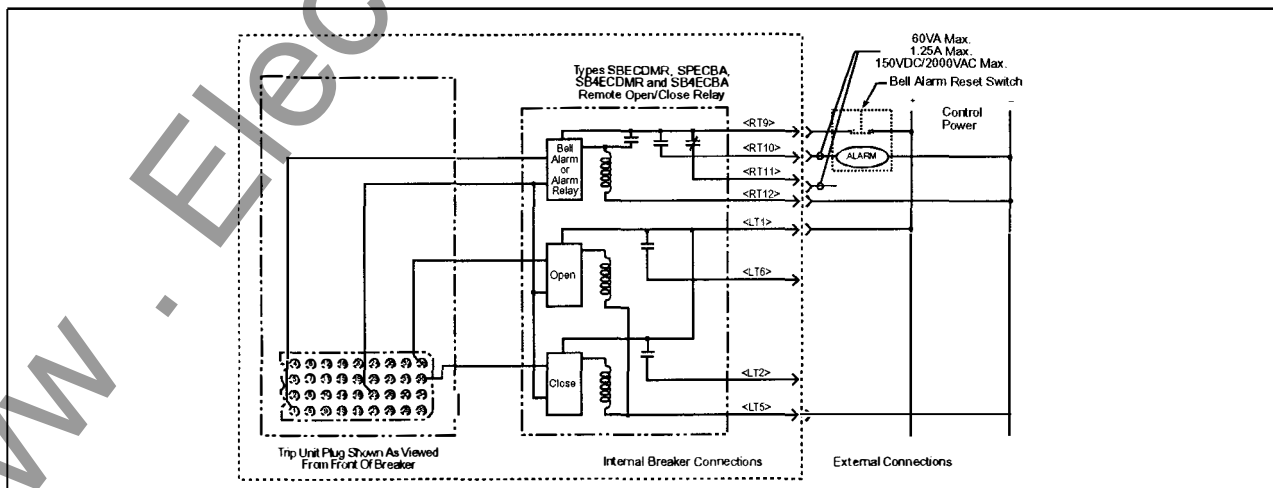 60VA Max.
1.25A Max.
150VDC/2000VAC Max.
Bell Alarm Reset Switch
Types SBECDMR, SPECBA,
SB4ECDMR and SB4ECBA
Remote Open/Close Relay
+
Control
Power
−
<RT9>
Bell
Alarm
or
Alarm
Relay
<RT10>
ALARM
<RT11>
<RT12>
<LT1>
Open
<LT6>
Close
<LT2>
<LT5>
Trip Unit Plug Shown As Viewed
From Front Of Breaker
Internal Breaker Connections
External Connections
w . Elec